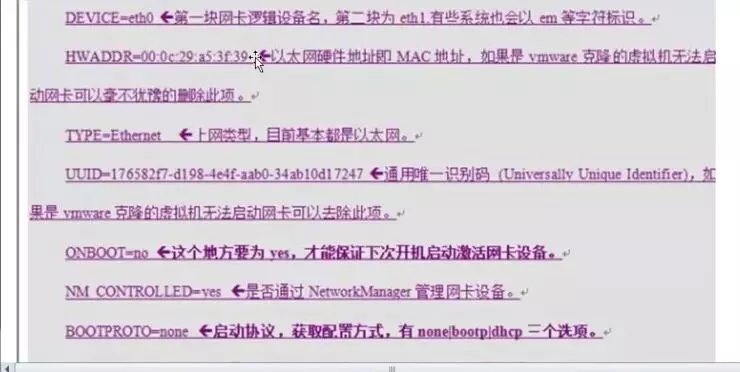 DEVICE=eth0 ←第一块网卡逻辑设备名，第二块为 eth1.有些系统也会以 em 等字符标识。
HWADDR=00:0c:29:a5:3f:39 ←以太网硬件地址即 MAC 地址，如果是 vmware 克隆的虚拟机无法启
动网卡可以毫不犹豫的删除此项。
TYPE=Ethernet ←上网类型，目前基本都是以太网。
UUID=176582f7-d198-4e4f-aab0-34ab10d17247 ←通用唯一识别码 (Universally Unique Identifier)，如
果是 vmware 克隆的虚拟机无法启动网卡可以去除此项。
ONBOOT=no ←这个地方要为 yes，才能保证下次开机启动激活网卡设备。
NM_CONTROLLED=yes ←是否通过 NetworkManager 管理网卡设备。
BOOTPROTO=none ←启动协议，获取配置方式，有 none|bootp|dhcp 三个选项。